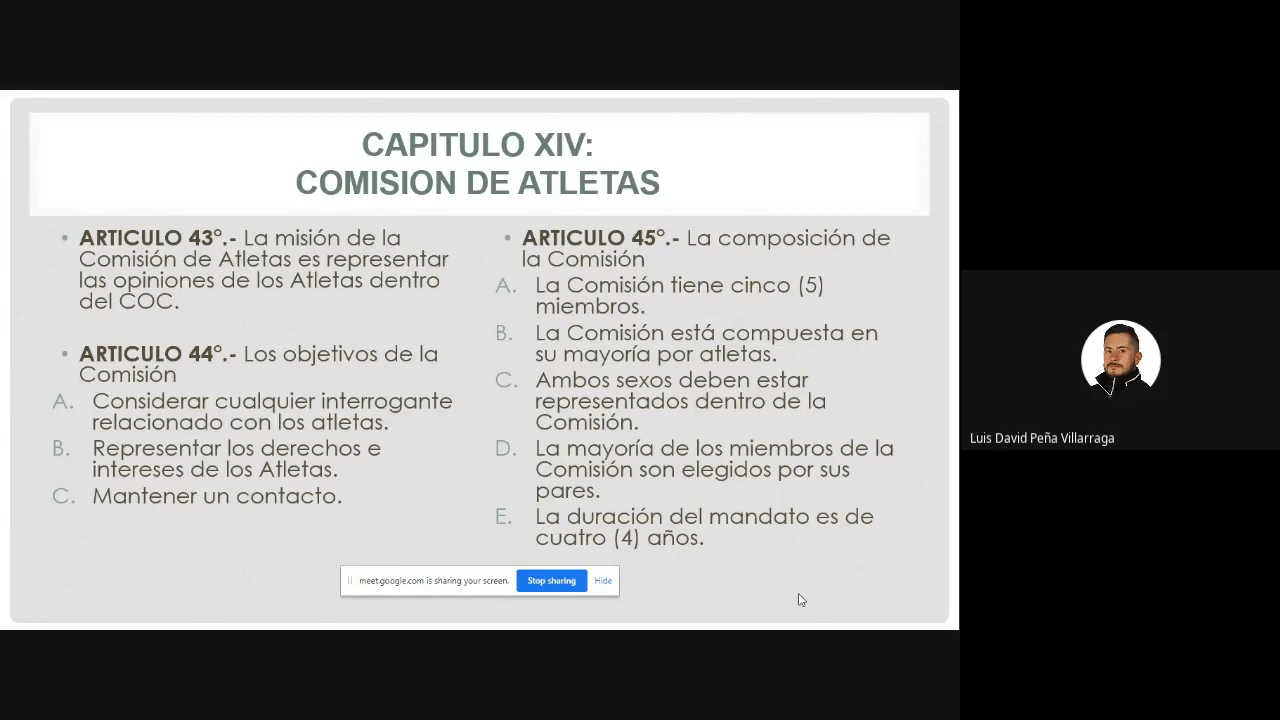 CAPITULO XIV:
COMISION DE ATLETAS
• ARTICULO 43°.- La misión de la
Comisión de Atletas es representar
las opiniones de los Atletas dentro
del COC.
• ARTICULO 44°.- Los objetivos de la
Comisión
A. Considerar cualquier interrogante
relacionado con los atletas.
B. Representar los derechos e
intereses de los Atletas.
C. Mantener un contacto.
• ARTICULO 45°.- La composición de
la Comisión
A. La Comisión tiene cinco (5)
miembros.
B. La Comisión está compuesta en
su mayoría por atletas.
C. Ambos sexos deben estar
representados dentro de la
Comisión.
D. La mayoría de los miembros de la
Comisión son elegidos por sus
pares.
E. La duración del mandato es de
cuatro (4) años.
meet.google.com is sharing your screen. Stop sharing Hide
Luis David Peña Villarraga